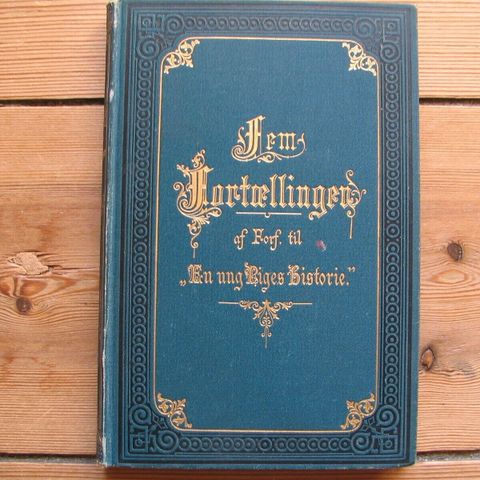 Fem
Fortællinger
af Forf. til
„En ung Piges Historie.”